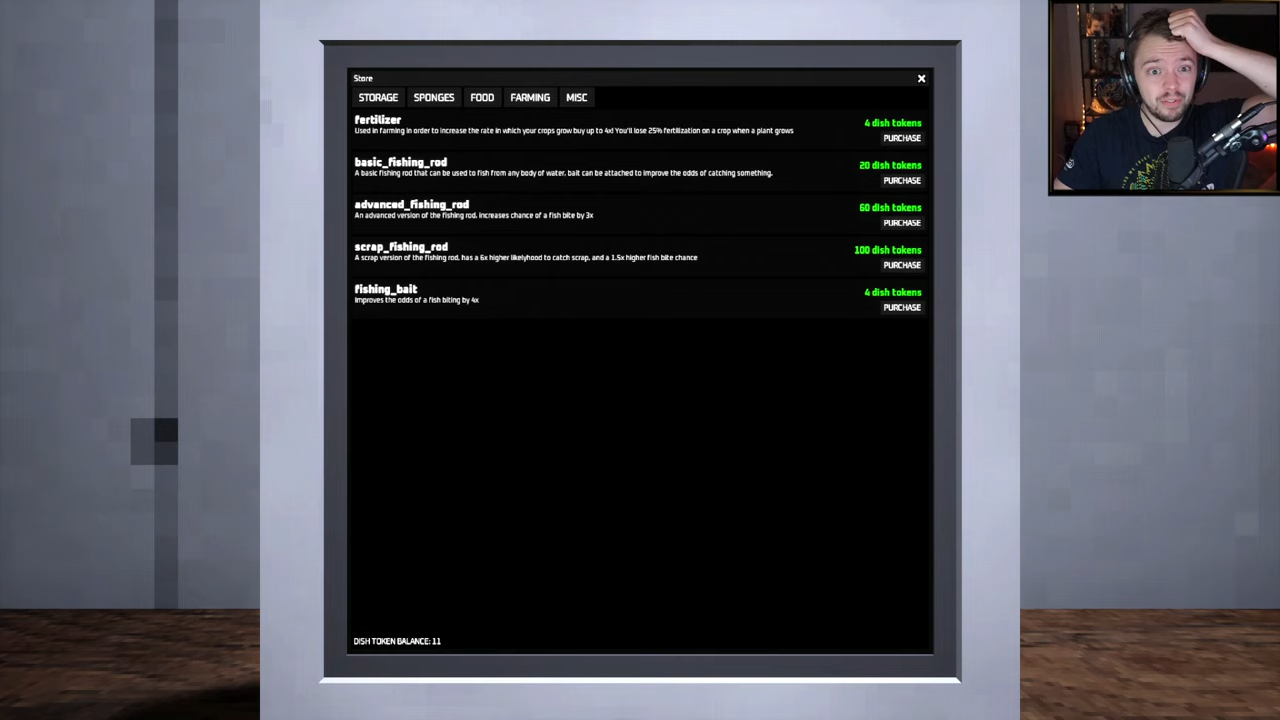 Store
STORAGE SPONGES FOOD FARMING MISC
fertilizer
4 dish tokens
Used in farming in order to increase the rate in which your crops grow buy up to 4x! You'll lose 25% fertilization on a crop when a plant grows
PURCHASE
basic_fishing_rod
20 dish tokens
A basic fishing rod that can be used to fish from any body of water, bait can be attached to improve the odds of catching something.
PURCHASE
advanced_fishing_rod
60 dish tokens
An advanced version of the fishing rod, increases chance of a fish bite by 3x
PURCHASE
scrap_fishing_rod
100 dish tokens
A scrap version of the fishing rod, has a 6x higher likelyhood to catch scrap, and a 1.5x higher fish bite chance
PURCHASE
fishing_bait
4 dish tokens
Improves the odds of a fish biting by 4x
PURCHASE
DISH TOKEN BALANCE: 11